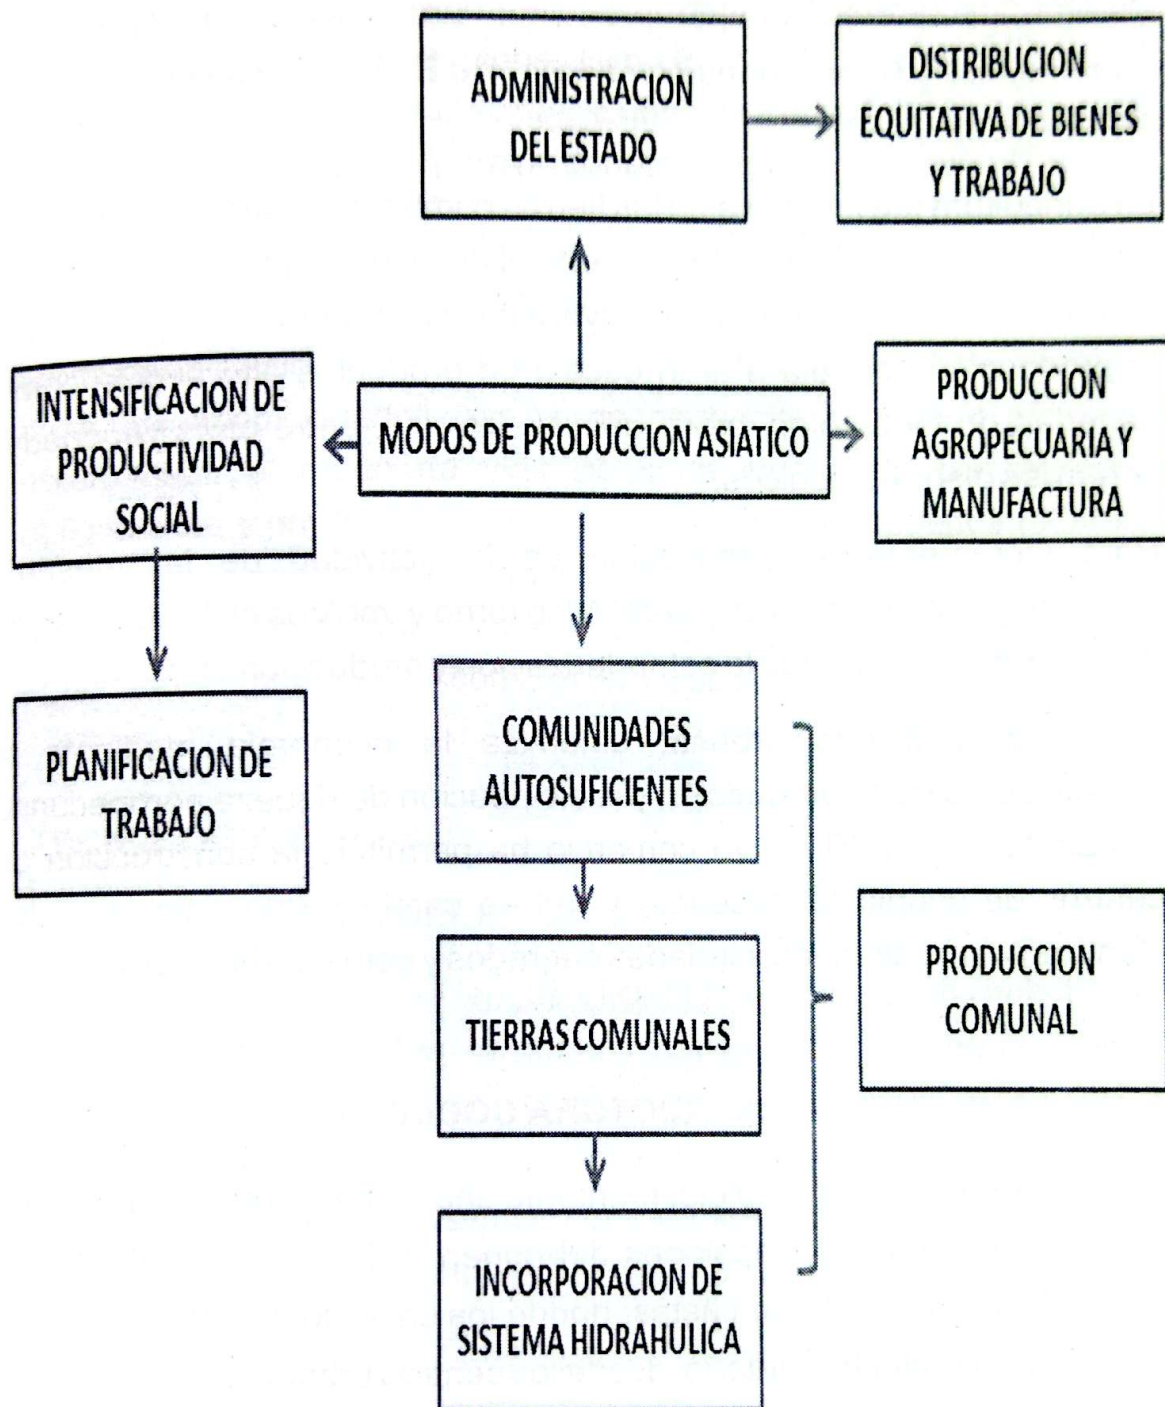 ADMINISTRACION
DEL ESTADO
DISTRIBUCION
EQUITATIVA DE BIENES
Y TRABAJO
INTENSIFICACION DE
PRODUCTIVIDAD
SOCIAL
MODOS DE PRODUCCION ASIATICO
PRODUCCION
AGROPECUARIA Y
MANUFACTURA
PLANIFICACION DE
TRABAJO
COMUNIDADES
AUTOSUFICIENTES
TIERRAS COMUNALES
PRODUCCION
COMUNAL
INCORPORACION DE
SISTEMA HIDRAHULICA